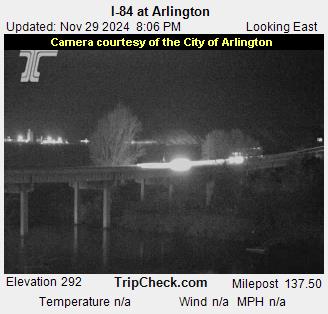 I-84 at Arlington
Updated: Nov 29 2024 8:06 PM Looking East
Camera courtesy of the City of Arlington
Elevation 292 TripCheck.com Milepost 137.50
Temperature n/a Wind n/a MPH n/a